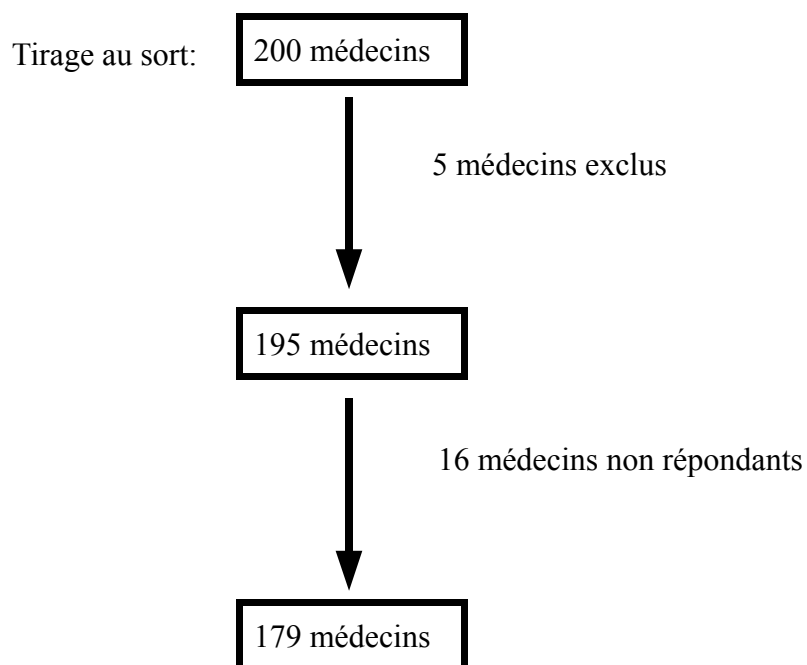 Tirage au sort:
200 médecins
5 médecins exclus
195 médecins
16 médecins non répondants
179 médecins